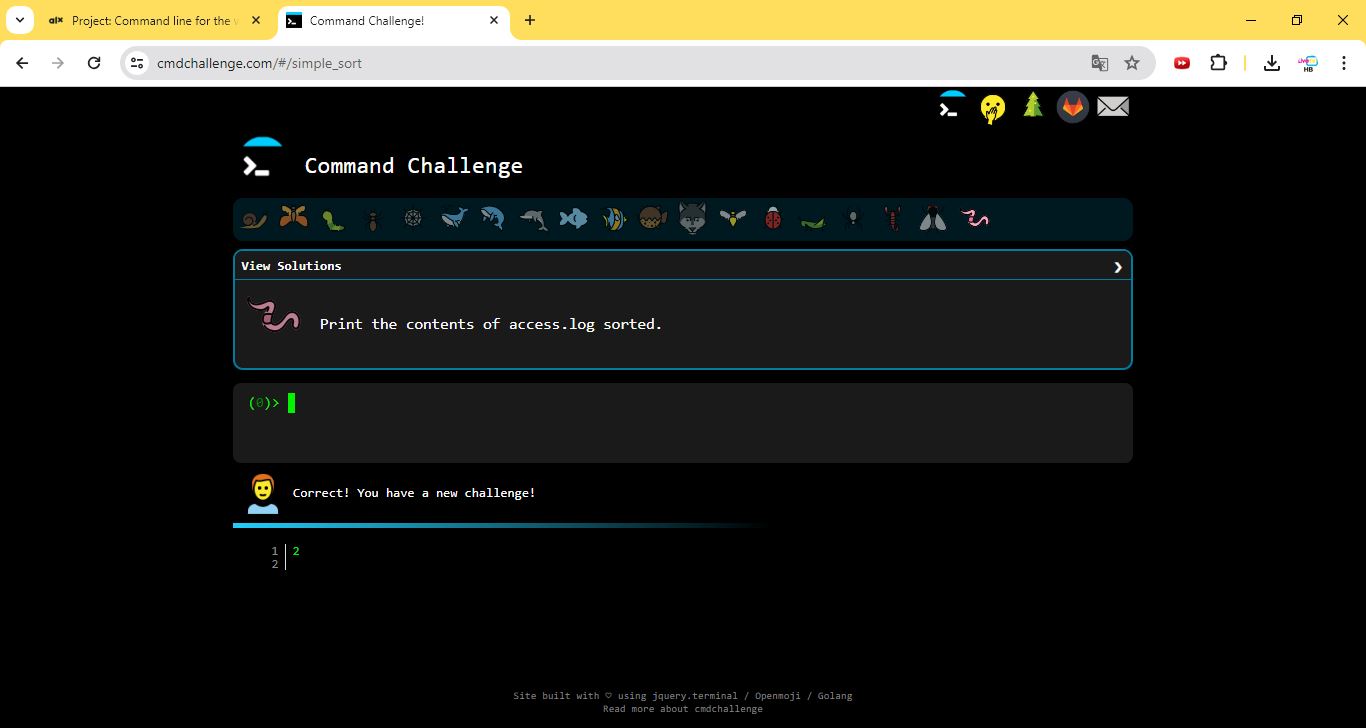 alx Project: Command line for the w
Command Challenge!
cmdchallenge.com/#/simple_sort
Command Challenge
View Solutions
Print the contents of access.log sorted.
(0)>
Correct! You have a new challenge!
1 2
2
Site built with ♡ using jquery.terminal / Openmoji / Golang
Read more about cmdchallenge